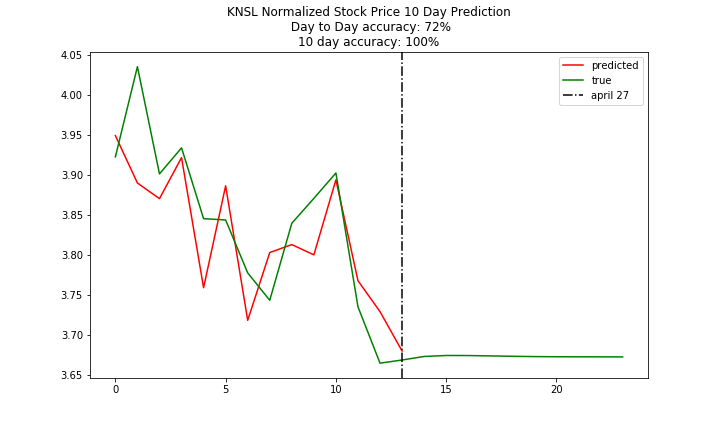 KNSL Normalized Stock Price 10 Day Prediction
Day to Day accuracy: 72%
10 day accuracy: 100%
4.05
4.00
3.95
3.90
3.85
3.80
3.75
3.70
3.65
predicted
true
april 27
0
5
10
15
20